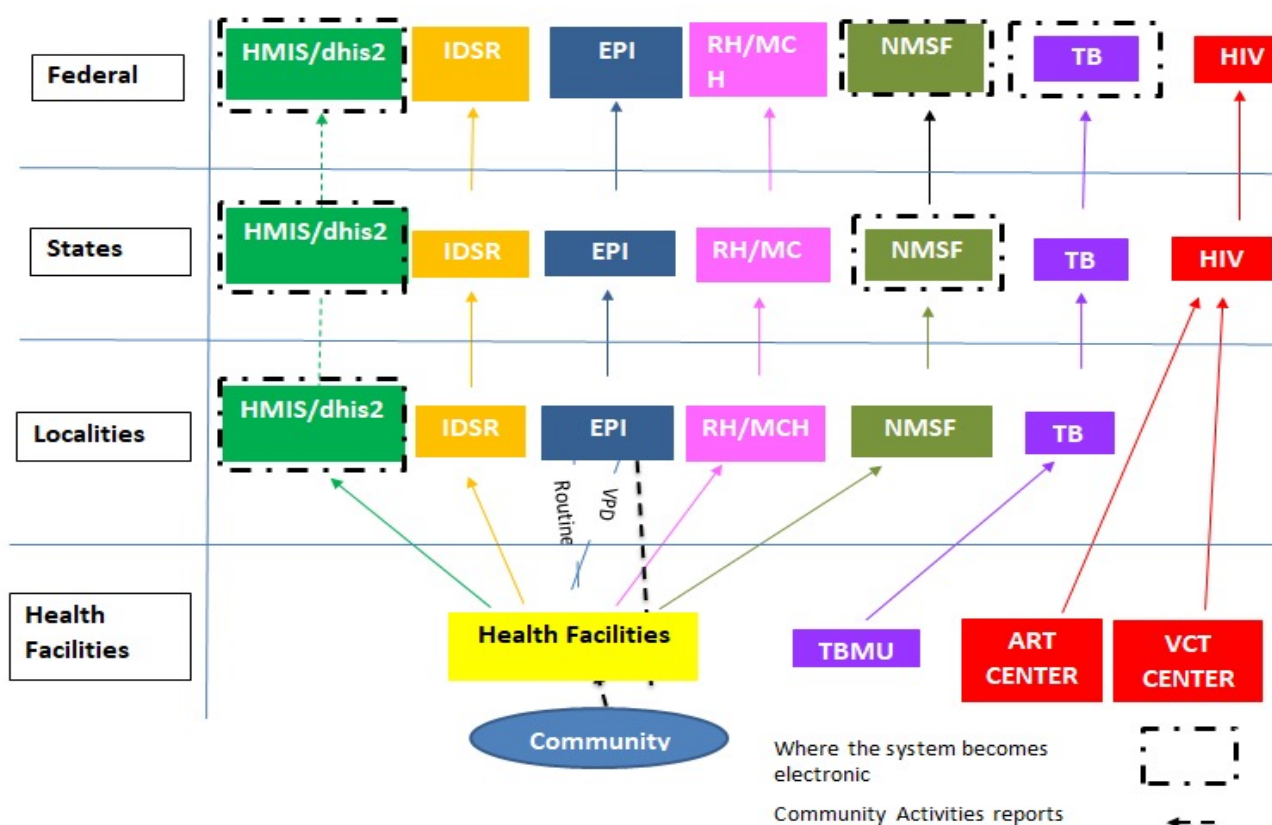 Federal
HMIS/dhis2
IDSR
EPI
RH/MC
H
NMSF
TB
HIV
States
HMIS/dhis2
IDSR
EPI
RH/MC
NMSF
TB
HIV
Localities
HMIS/dhis2
IDSR
EPI
RH/MCH
NMSF
TB
Routine
VPD
Health
Facilities
Health Facilities
TBMU
ART
CENTER
VCT
CENTER
Community
Where the system becomes
electronic
Community Activities reports